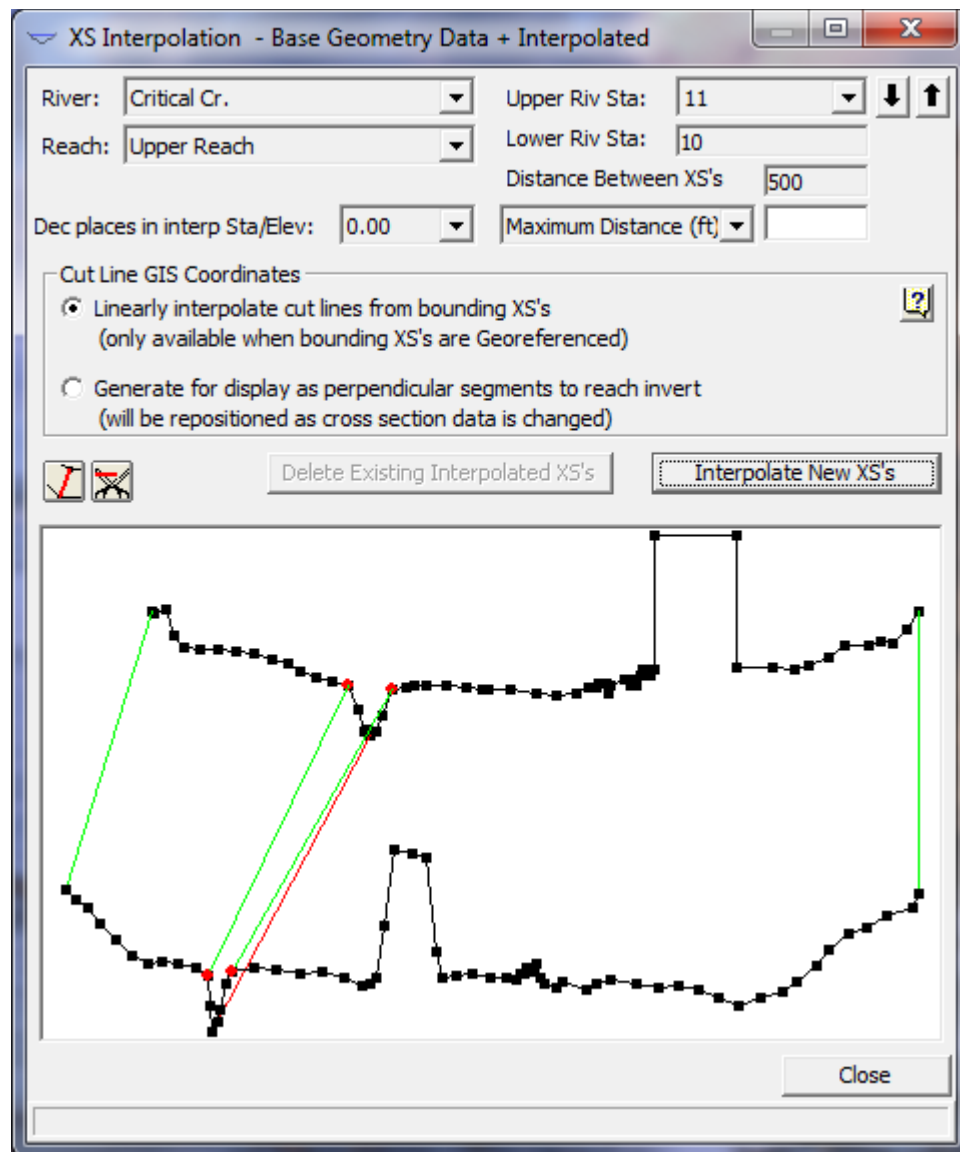 XS Interpolation - Base Geometry Data + Interpolated
River: Critical Cr. Upper Riv Sta: 11
Reach: Upper Reach Lower Riv Sta: 10
Distance Between XS's 500
Dec places in interp Sta/Elev: 0.00 Maximum Distance (ft)
Cut Line GIS Coordinates
Linearly interpolate cut lines from bounding XS's
(only available when bounding XS's are Georeferenced)
Generate for display as perpendicular segments to reach invert
(will be repositioned as cross section data is changed)
Delete Existing Interpolated XS's Interpolate New XS's
Close